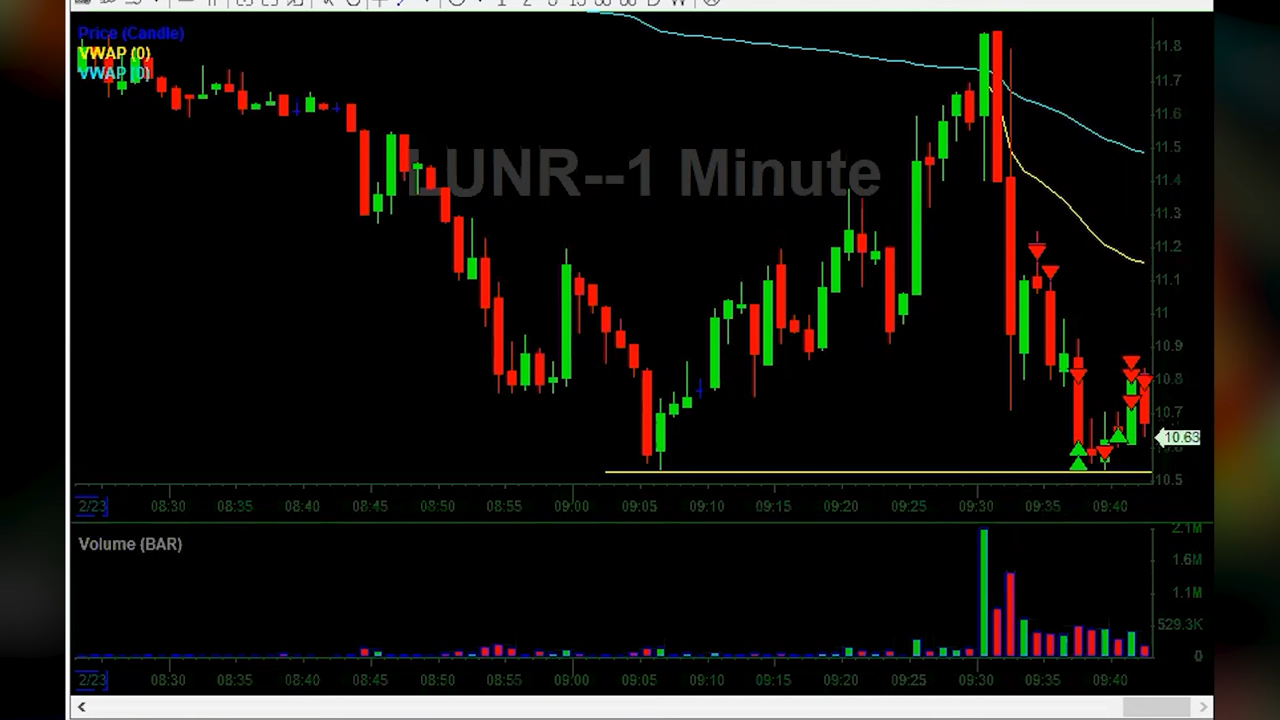 Price (Candle)
VWAP (0)
VWAP (0)
LUNR--1 Minute
11.8
11.7
11.6
11.5
11.4
11.3
11.2
11.1
11
10.9
10.8
10.7
10.63
10.5
2/23 08:30 08:35 08:40 08:45 08:50 08:55 09:00 09:05 09:10 09:15 09:20 09:25 09:30 09:35 09:40
Volume (BAR)
2.1M
1.6M
1.1M
529.3K
0
2/23 08:30 08:35 08:40 08:45 08:50 08:55 09:00 09:05 09:10 09:15 09:20 09:25 09:30 09:35 09:40